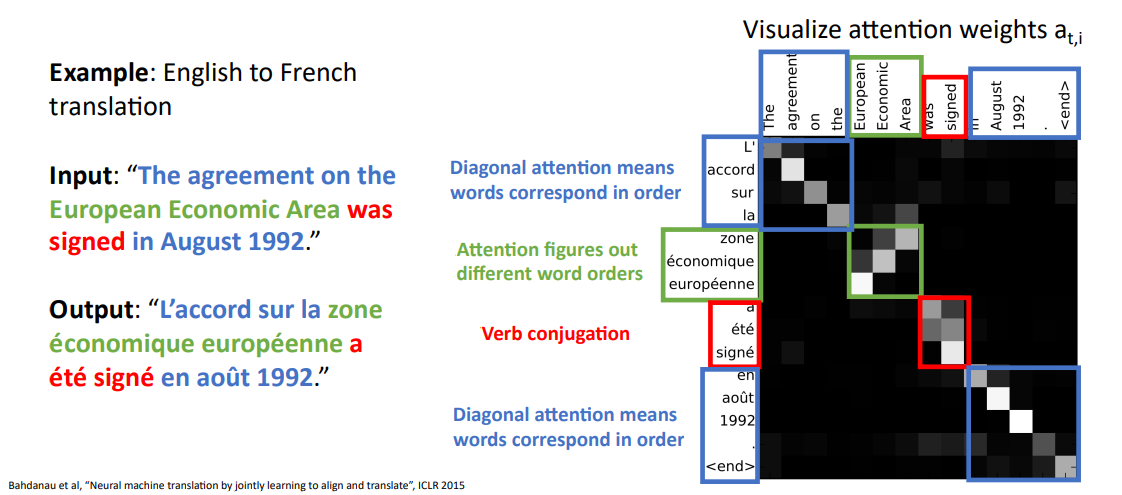 Visualize attention weights a_{t,i}
Example: English to French
translation
Input: “The agreement on the
European Economic Area was
signed in August 1992.”
Output: “L’accord sur la zone
économique européenne a
été signé en août 1992.”
Diagonal attention means
words correspond in order
Attention figures out
different word orders
Verb conjugation
Diagonal attention means
words correspond in order
The
agreement
on
the
European
Economic
Area
was
signed
in
August
1992
.
<end>
L'
accord
sur
la
zone
économique
européenne
a
été
signé
en
août
1992
.
<end>
Bahdanau et al, “Neural machine translation by jointly learning to align and translate”, ICLR 2015